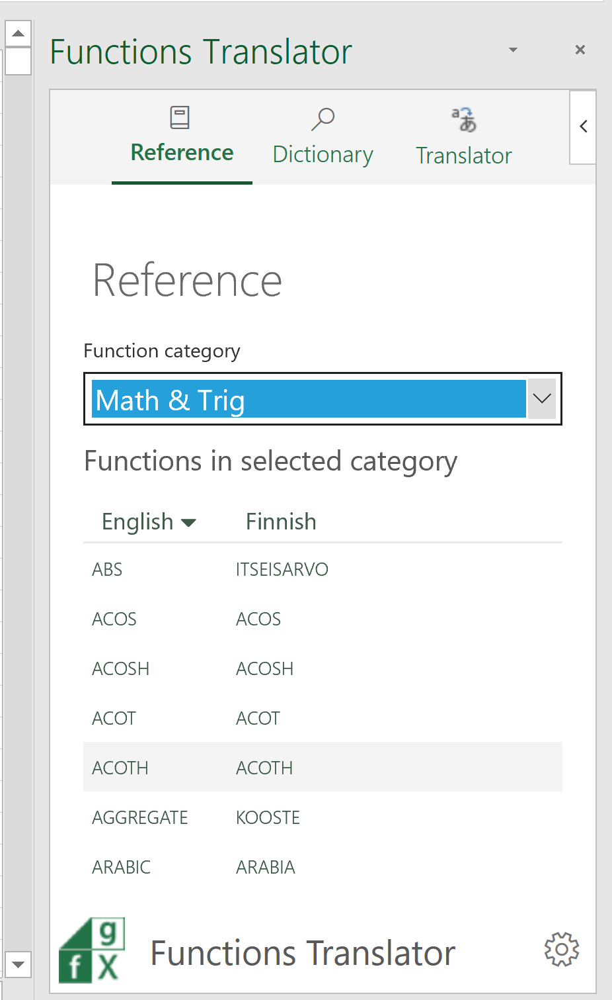 Functions Translator
Reference Dictionary Translator
Reference
Function category
Math & Trig
Functions in selected category
English Finnish
ABS ITSEISARVO
ACOS ACOS
ACOSH ACOSH
ACOT ACOT
ACOTH ACOTH
AGGREGATE KOOSTE
ARABIC ARABIA
g
f X
Functions Translator